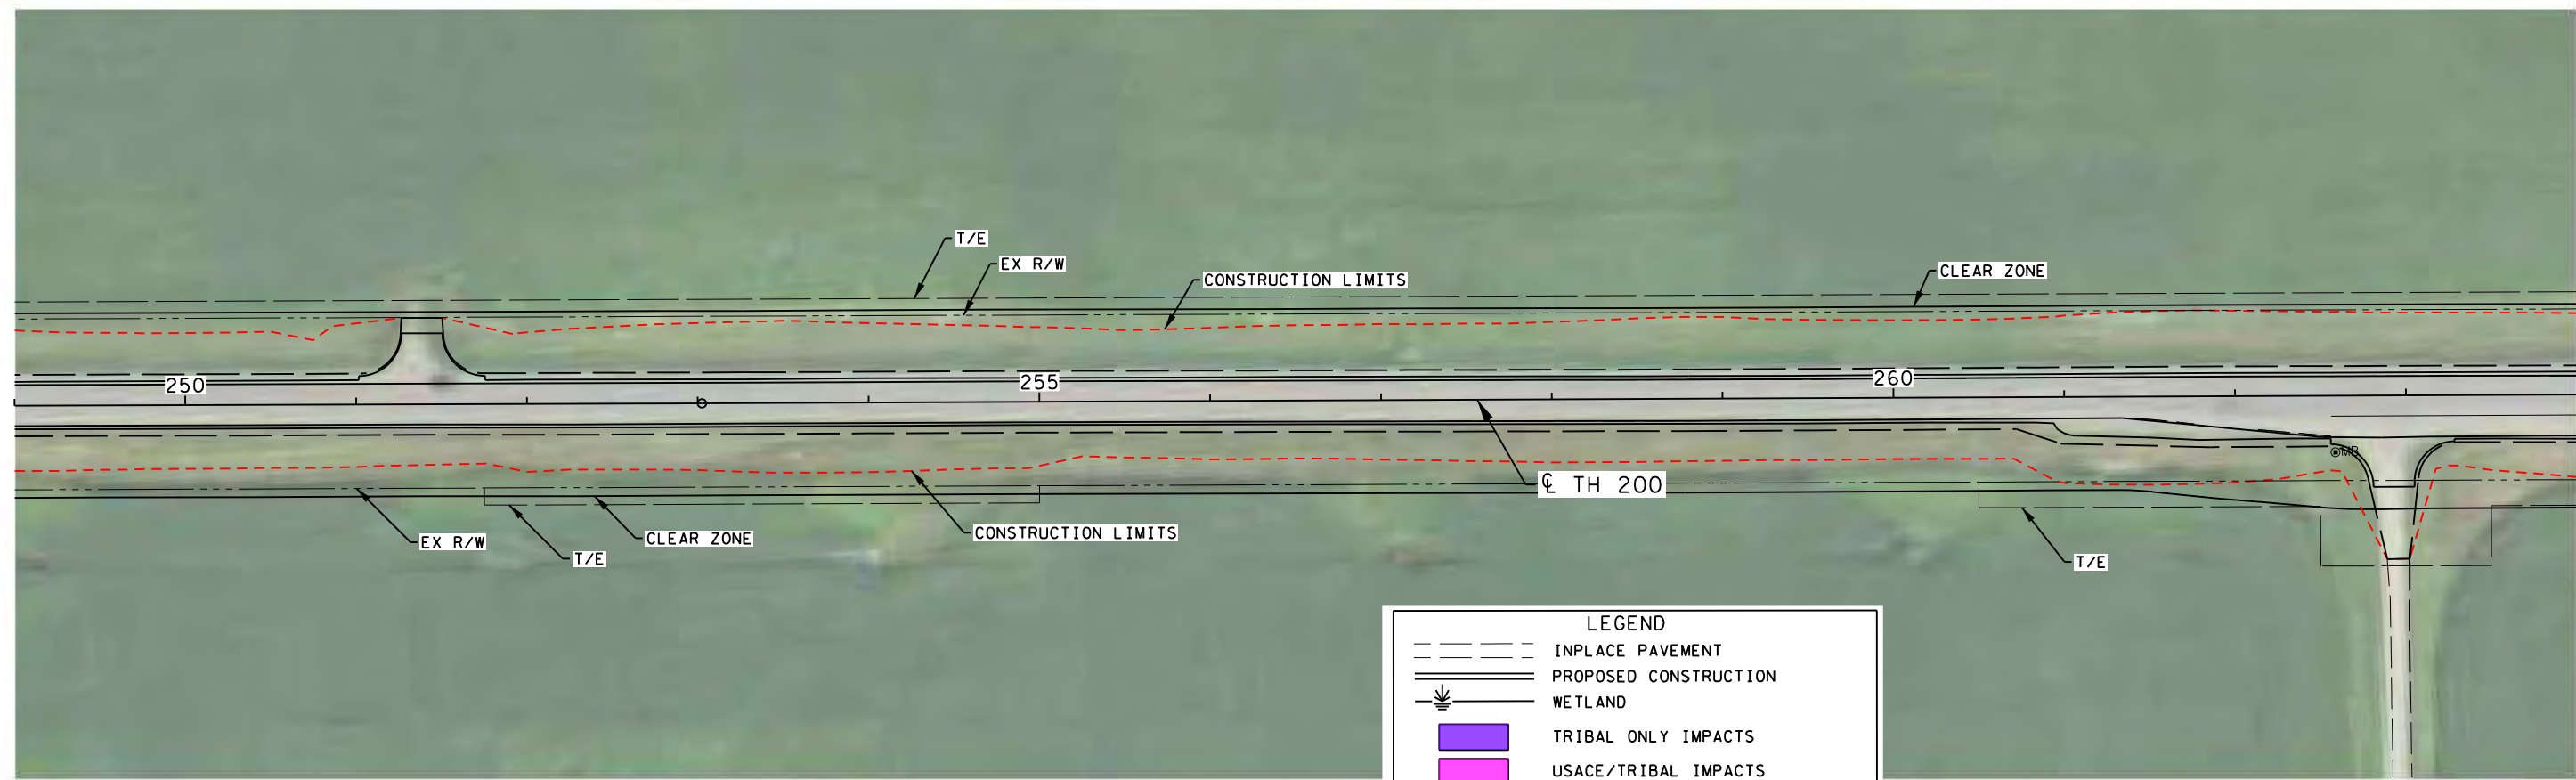 T/E
EX R/W
CONSTRUCTION LIMITS
CLEAR ZONE
250
255
260
MB
℄ TH 200
EX R/W
T/E
CLEAR ZONE
CONSTRUCTION LIMITS
T/E
LEGEND
INPLACE PAVEMENT
PROPOSED CONSTRUCTION
WETLAND
TRIBAL ONLY IMPACTS
USACE/TRIBAL IMPACTS